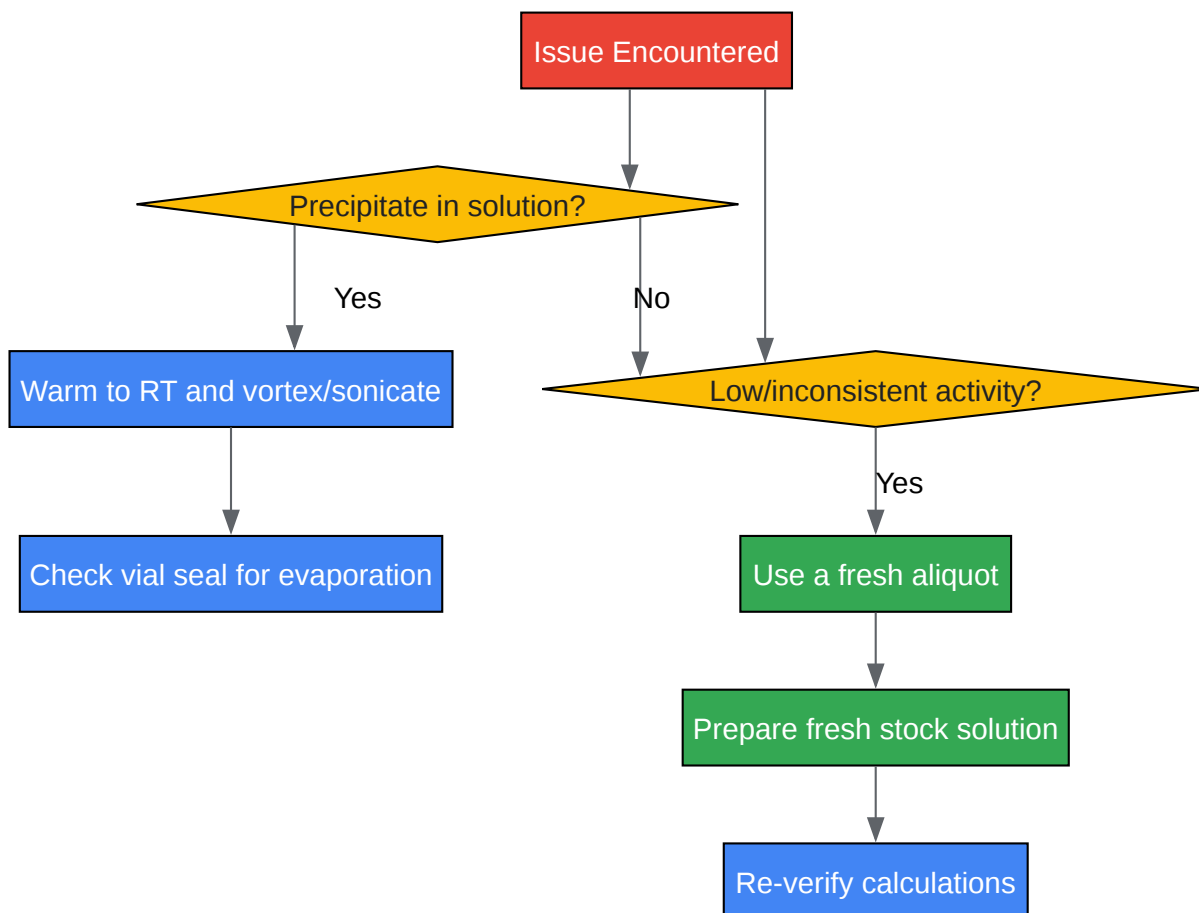 Issue Encountered
Precipitate in solution?
Yes
No
Warm to RT and vortex/sonicate
Low/inconsistent activity?
Yes
Check vial seal for evaporation
Use a fresh aliquot
Prepare fresh stock solution
Re-verify calculations